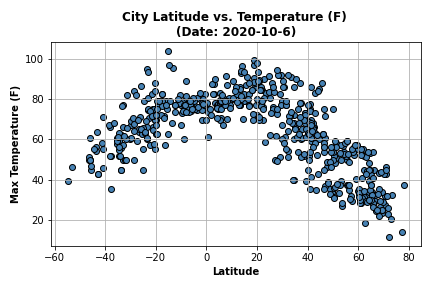 City Latitude vs. Temperature (F)
(Date: 2020-10-6)
Max Temperature (F)
100
80
60
40
20
−60 −40 −20 0 20 40 60 80
Latitude